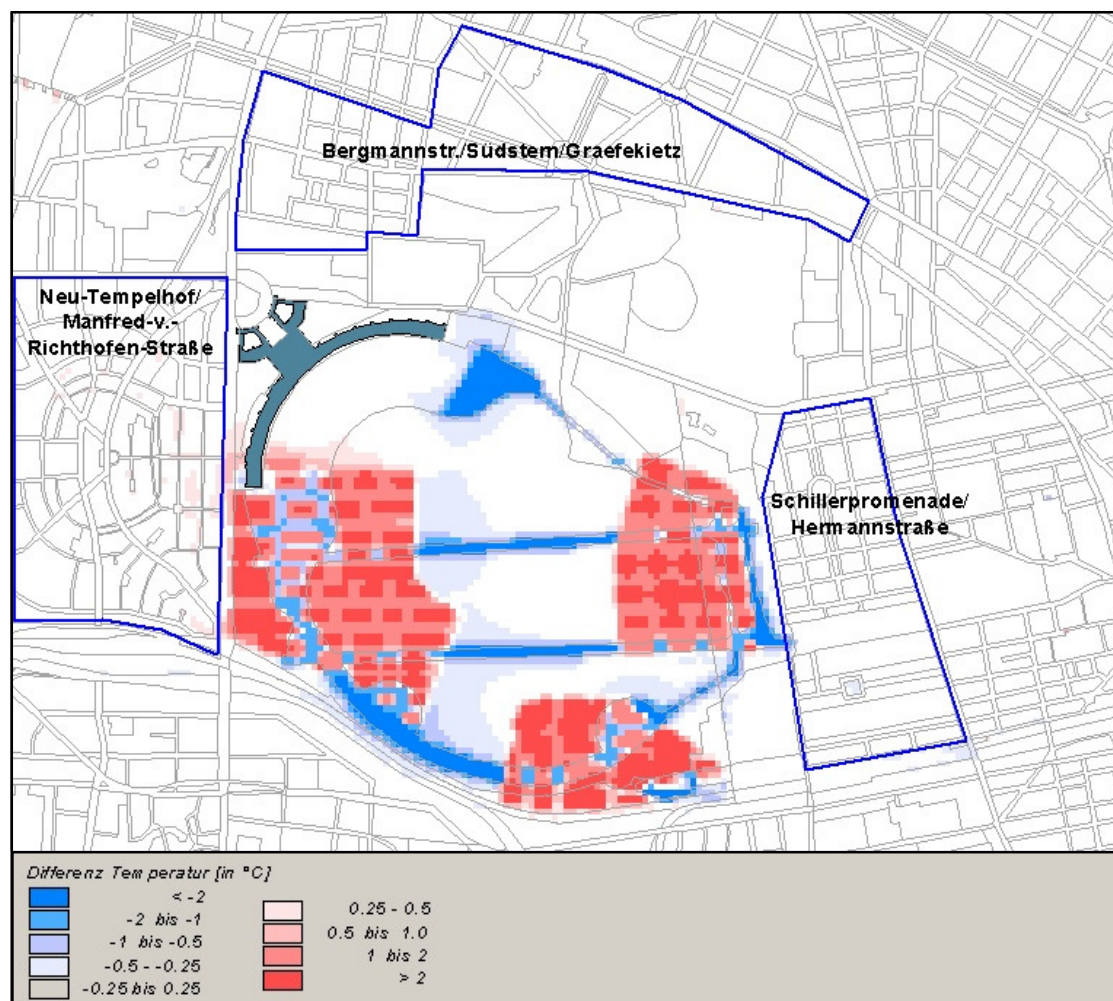 Bergmannstr./Südstern/Graefekietz
Neu-Tempelhof/
Manfred-v.-
Richthofen-Straße
Schillerpromenade/
Hermannstraße
Differenz Temperatur [in °C]
< -2
-2 bis -1
-1 bis -0.5
-0.5 - -0.25
-0.25 bis 0.25
0.25 - 0.5
0.5 bis 1.0
1 bis 2
> 2